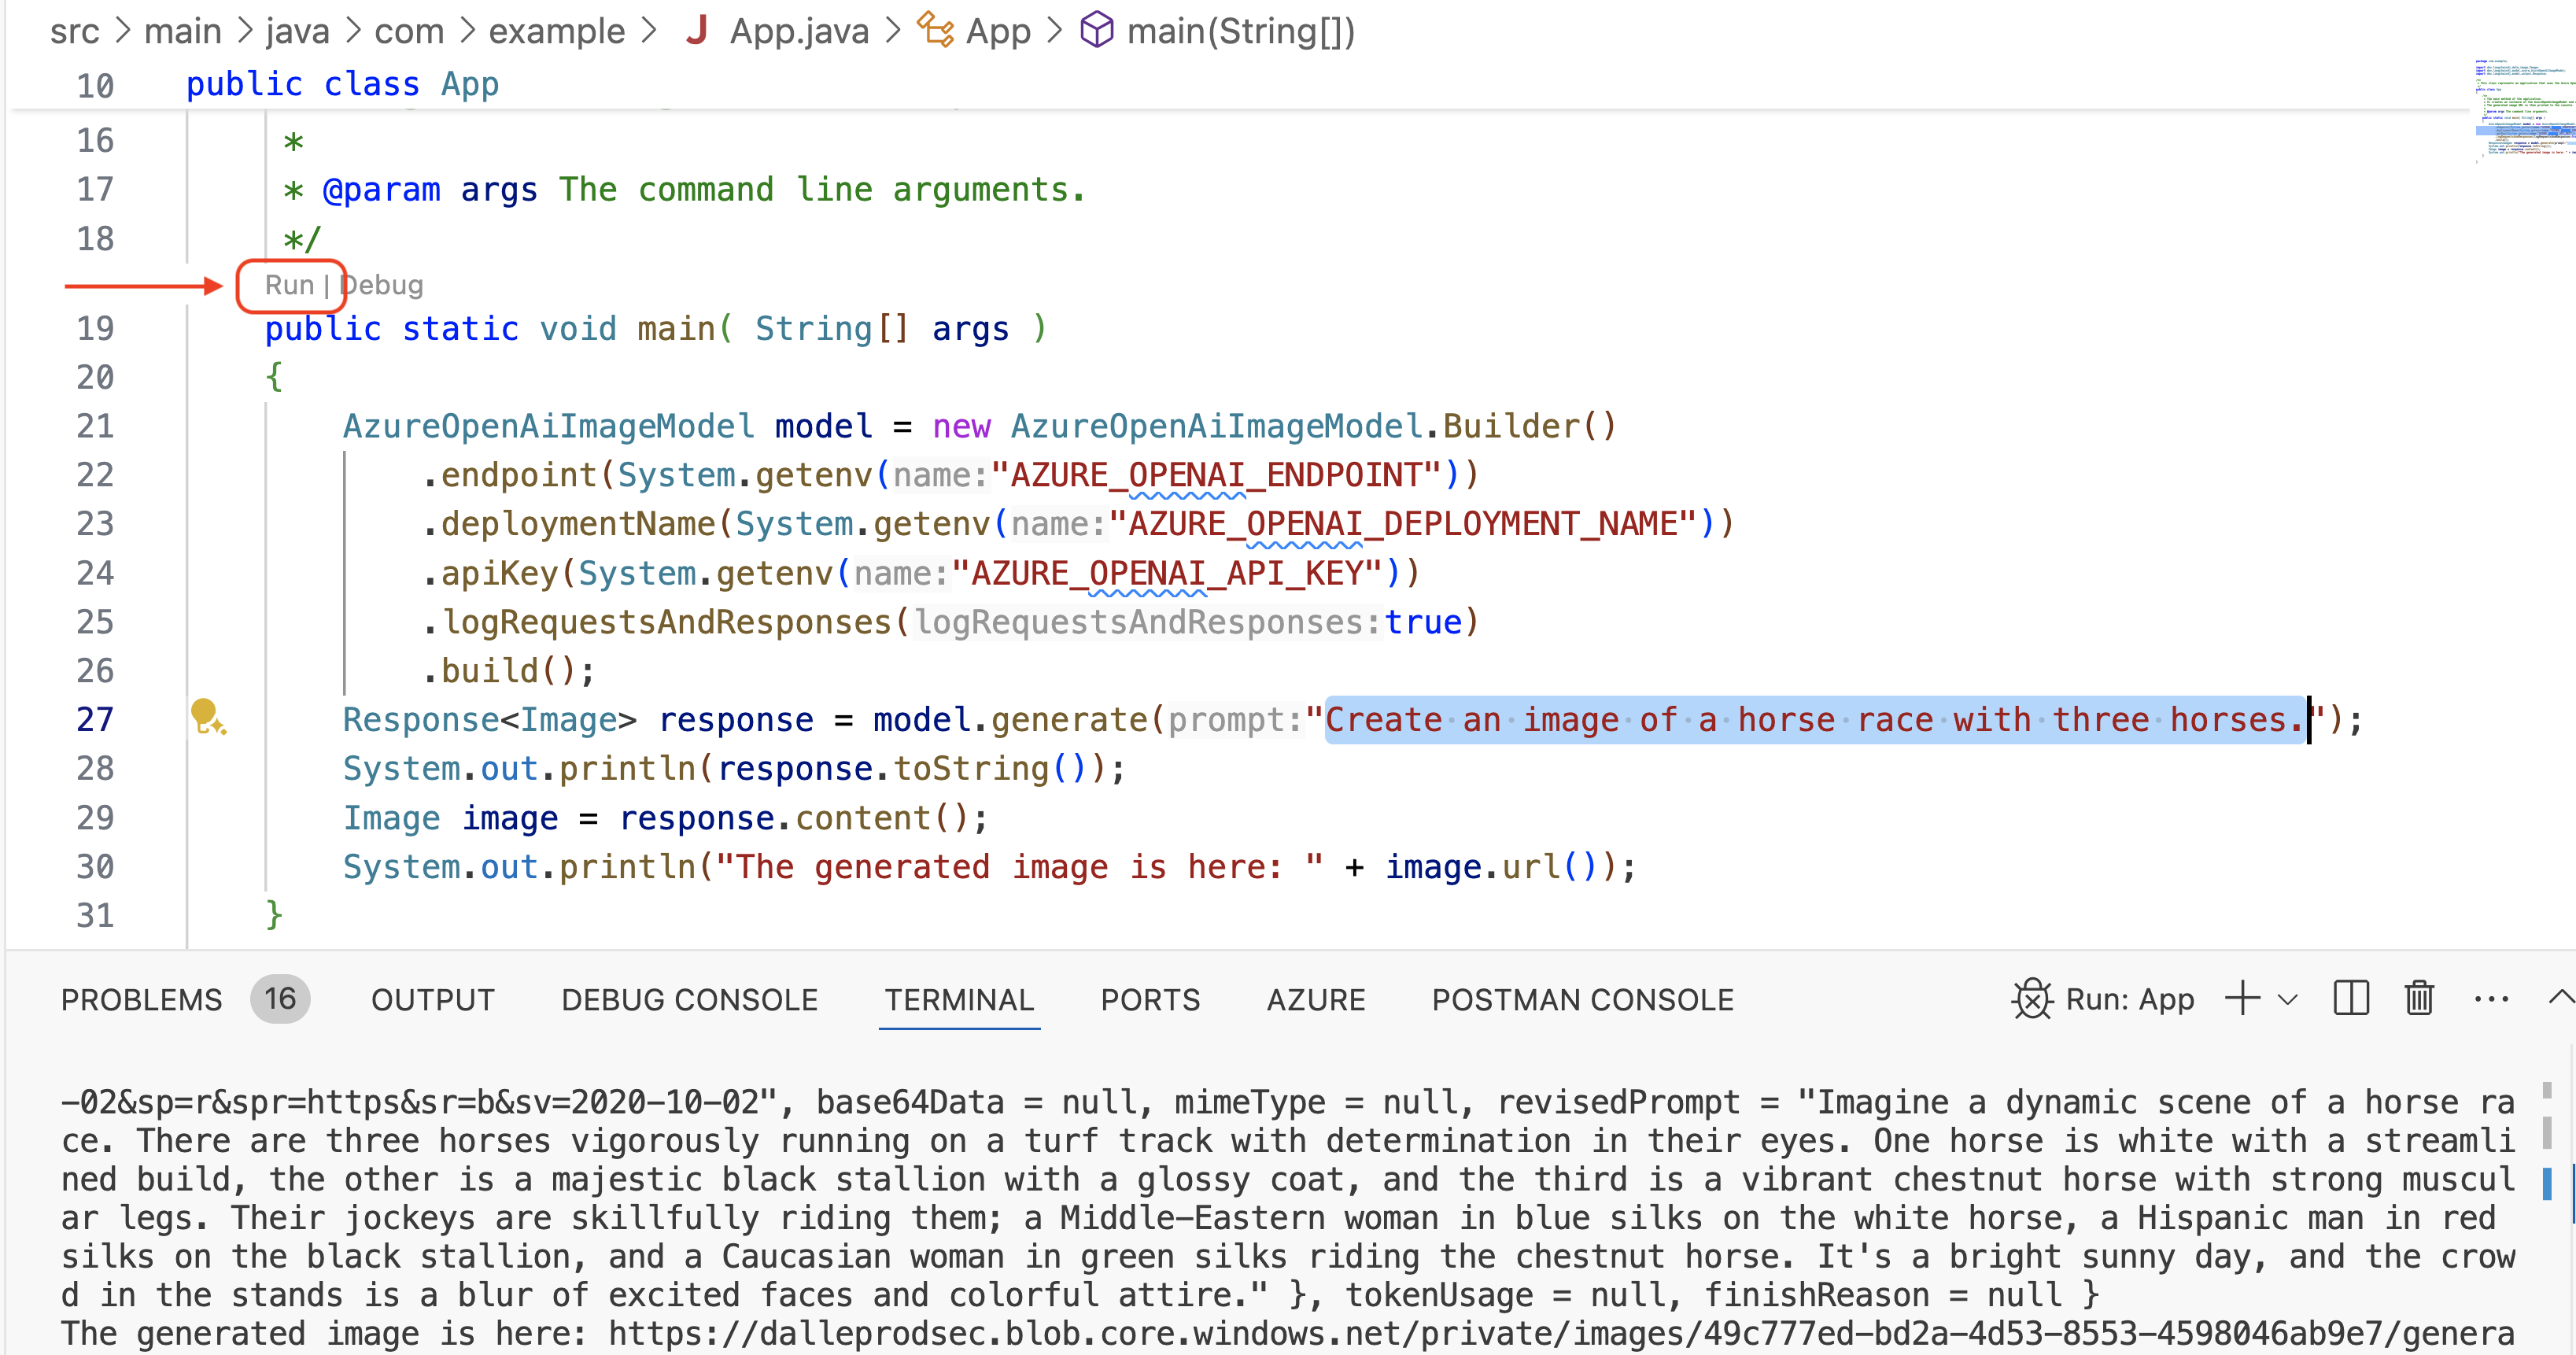 src > main > java > com > example > J App.java > App > main(String[])
10 public class App
16 *
17 * @param args The command line arguments.
18 */
Run | Debug
19 public static void main( String[] args )
20 {
21 AzureOpenAiImageModel model = new AzureOpenAiImageModel.Builder()
22 .endpoint(System.getenv(name:"AZURE_OPENAI_ENDPOINT"))
23 .deploymentName(System.getenv(name:"AZURE_OPENAI_DEPLOYMENT_NAME"))
24 .apiKey(System.getenv(name:"AZURE_OPENAI_API_KEY"))
25 .logRequestsAndResponses(logRequestsAndResponses:true)
26 .build();
27 Response<Image> response = model.generate(prompt:"Create an image of a horse race with three horses.");
28 System.out.println(response.toString());
29 Image image = response.content();
30 System.out.println("The generated image is here: " + image.url());
31 }
PROBLEMS 16 OUTPUT DEBUG CONSOLE TERMINAL PORTS AZURE POSTMAN CONSOLE Run: App
-02&sp=r&spr=https&sr=b&sv=2020-10-02", base64Data = null, mimeType = null, revisedPrompt = "Imagine a dynamic scene of a horse ra
ce. There are three horses vigorously running on a turf track with determination in their eyes. One horse is white with a streamli
ned build, the other is a majestic black stallion with a glossy coat, and the third is a vibrant chestnut horse with strong muscul
ar legs. Their jockeys are skillfully riding them; a Middle-Eastern woman in blue silks on the white horse, a Hispanic man in red
silks on the black stallion, and a Caucasian woman in green silks riding the chestnut horse. It's a bright sunny day, and the crow
d in the stands is a blur of excited faces and colorful attire." }, tokenUsage = null, finishReason = null }
The generated image is here: https://dalleprodsec.blob.core.windows.net/private/images/49c777ed-bd2a-4d53-8553-4598046ab9e7/genera